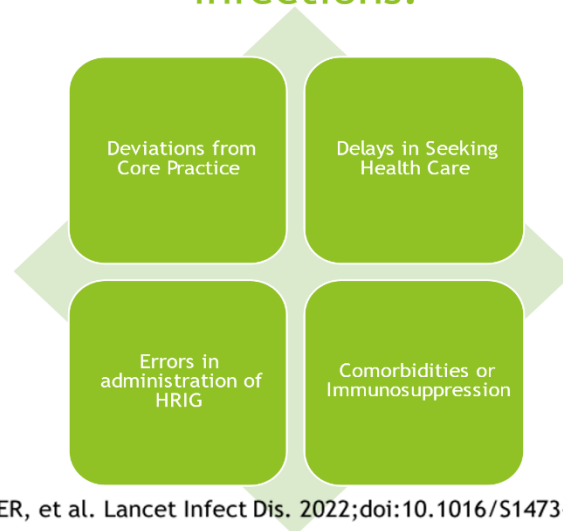 Infections.
Deviations from
Core Practice
Delays in Seeking
Health Care
Errors in
administration of
HRIG
Comorbidities or
Immunosuppression
ER, et al. Lancet Infect Dis. 2022;doi:10.1016/S1473-